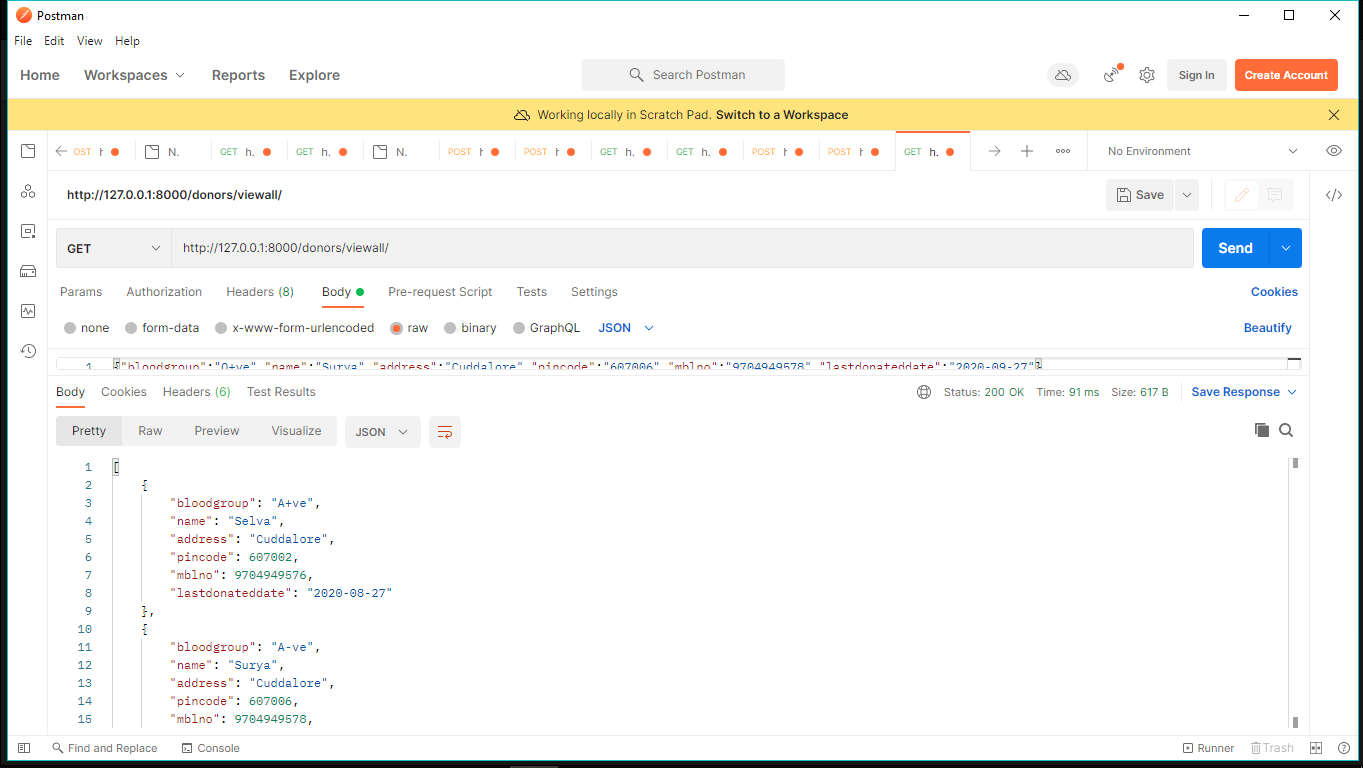 Postman
File Edit View Help
Home Workspaces Reports Explore Search Postman Sign In Create Account
Working locally in Scratch Pad. Switch to a Workspace
OST h N. GET h. GET h. N. POST h POST h GET h. GET h. POST h POST h GET h. No Environment
http://127.0.0.1:8000/donors/viewall/ Save
GET http://127.0.0.1:8000/donors/viewall/ Send
Params Authorization Headers (8) Body Pre-request Script Tests Settings Cookies
none form-data x-www-form-urlencoded raw binary GraphQL JSON Beautify
1 {"bloodgroup":"O+ve" "name":"Surya" "address":"Cuddalore" "pincode":"607006" "mblno":"9704949578" "lastdonateddate":"2020-09-27"}
Body Cookies Headers (6) Test Results Status: 200 OK Time: 91 ms Size: 617 B Save Response
Pretty Raw Preview Visualize JSON
1 [
2 {
3 "bloodgroup": "A+ve",
4 "name": "Selva",
5 "address": "Cuddalore",
6 "pincode": 607002,
7 "mblno": 9704949576,
8 "lastdonateddate": "2020-08-27"
9 },
10 {
11 "bloodgroup": "A-ve",
12 "name": "Surya",
13 "address": "Cuddalore",
14 "pincode": 607006,
15 "mblno": 9704949578,
Find and Replace Console Runner Trash